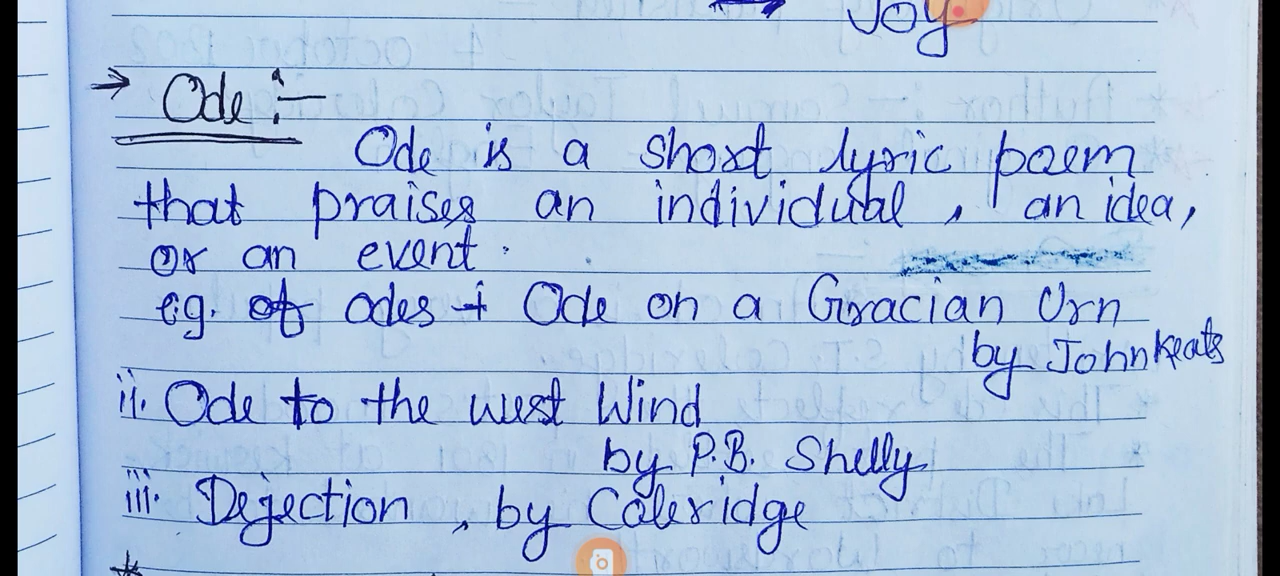 → Joy
→ Ode :-
Ode is a short lyric poem
that praises an individual, an idea,
or an event.
e.g. of odes → Ode on a Gracian Urn
by John Keats
ii. Ode to the west Wind
by P.B. Shelly
iii. Dejection, by Coleridge